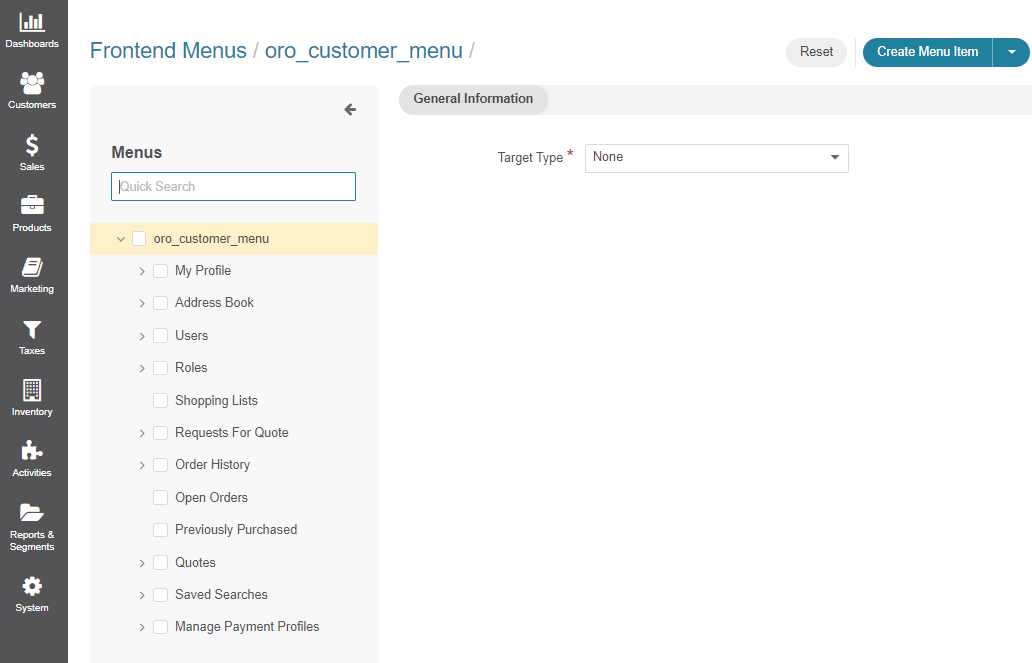 Dashboards
Customers
Sales
Products
Marketing
Taxes
Inventory
Activities
Reports &
Segments
System
Frontend Menus / oro_customer_menu /
Reset
Create Menu Item
Menus
Quick Search
oro_customer_menu
My Profile
Address Book
Users
Roles
Shopping Lists
Requests For Quote
Order History
Open Orders
Previously Purchased
Quotes
Saved Searches
Manage Payment Profiles
General Information
Target Type *
None